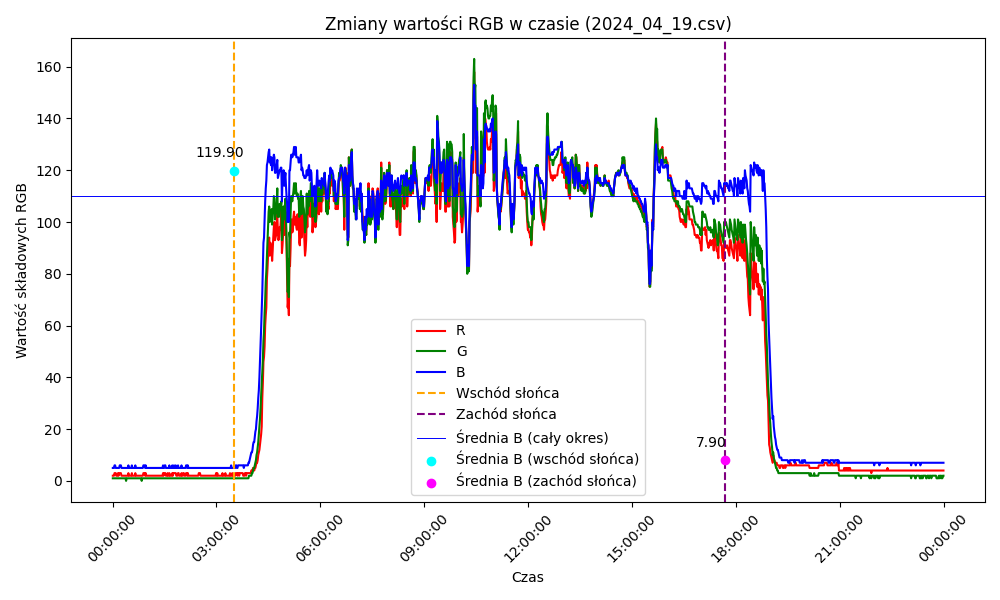 Zmiany wartości RGB w czasie (2024_04_19.csv)
Wartość składowych RGB
160
140
120
100
80
60
40
20
0
119.90
7.90
R
G
B
Wschód słońca
Zachód słońca
Średnia B (cały okres)
Średnia B (wschód słońca)
Średnia B (zachód słońca)
00:00:00
03:00:00
06:00:00
09:00:00
12:00:00
15:00:00
18:00:00
21:00:00
00:00:00
Czas